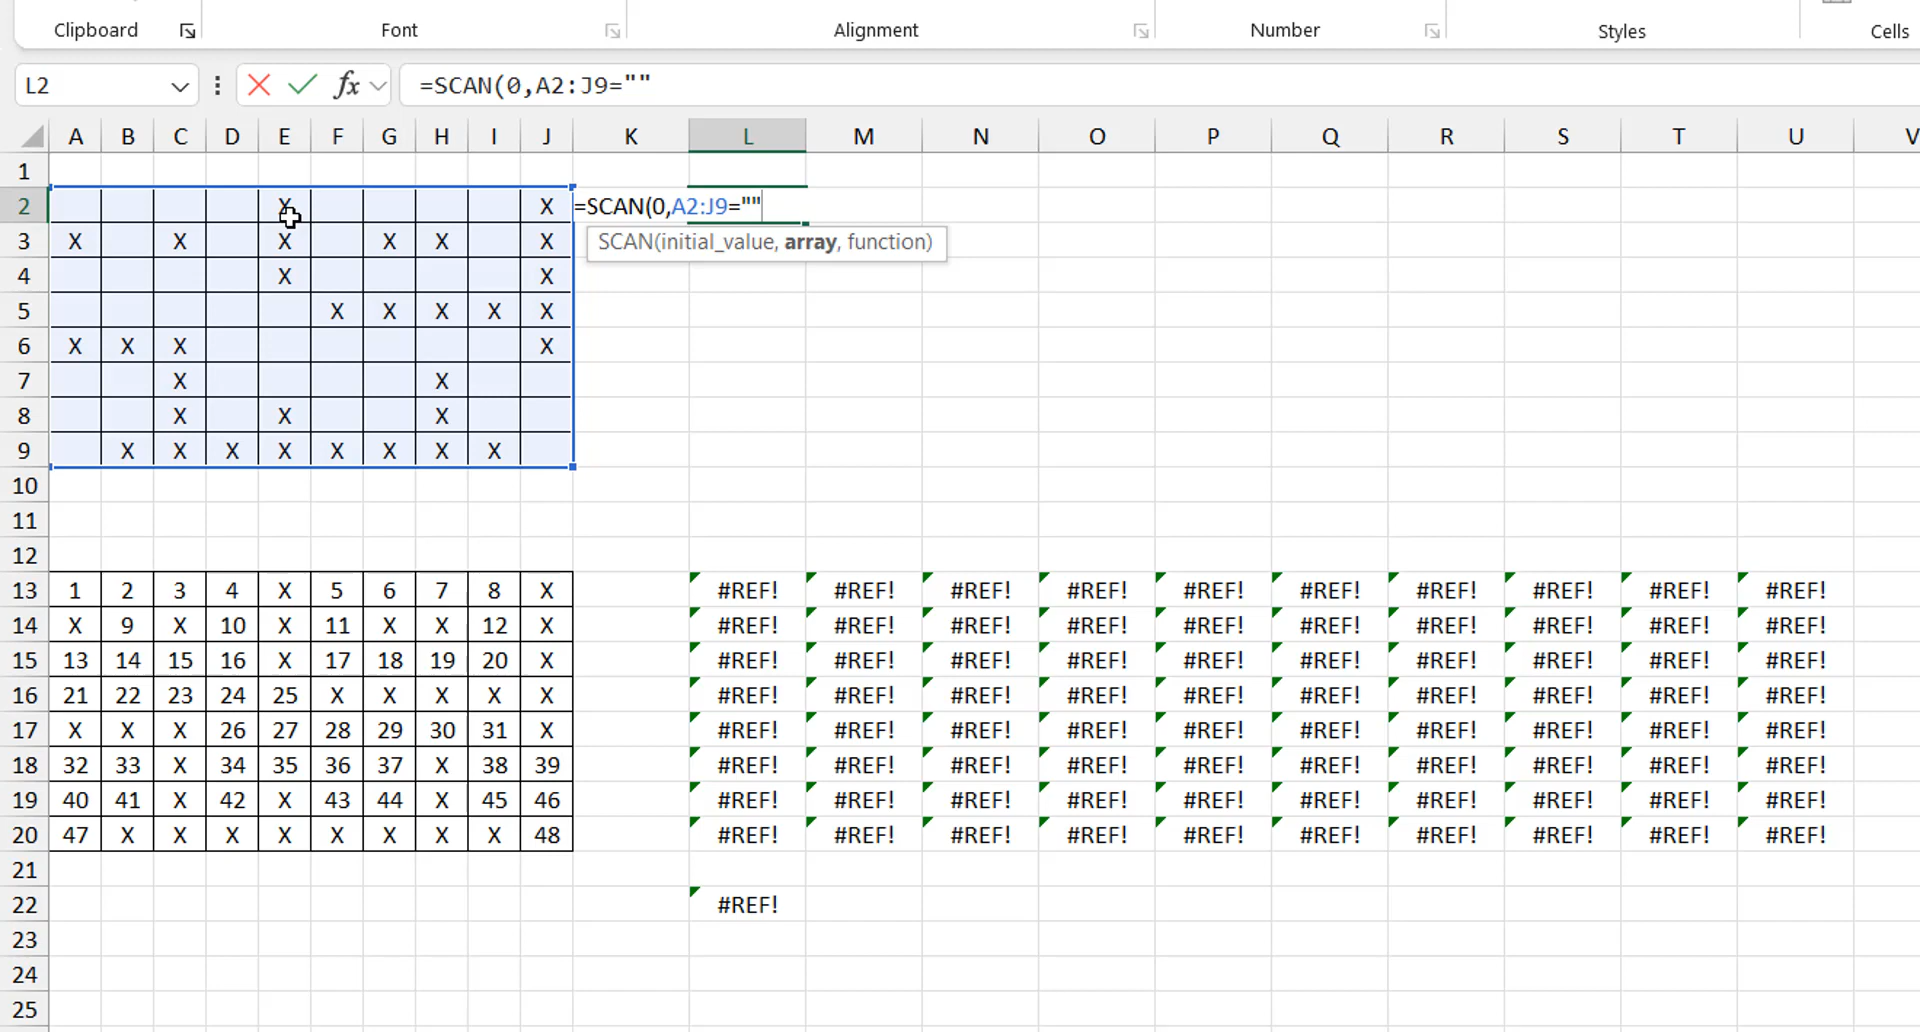 Clipboard Font Alignment Number Styles Cells
L2 fx =SCAN(0,A2:J9=""
A B C D E F G H I J K L M N O P Q R S T U V
1
2 X X =SCAN(0,A2:J9=""
3 X X X X X X SCAN(initial_value, array, function)
4 X X
5 X X X X X
6 X X X X
7 X X
8 X X X
9 X X X X X X X X
10
11
12
13 1 2 3 4 X 5 6 7 8 X #REF! #REF! #REF! #REF! #REF! #REF! #REF! #REF! #REF! #REF!
14 X 9 X 10 X 11 X X 12 X #REF! #REF! #REF! #REF! #REF! #REF! #REF! #REF! #REF! #REF!
15 13 14 15 16 X 17 18 19 20 X #REF! #REF! #REF! #REF! #REF! #REF! #REF! #REF! #REF! #REF!
16 21 22 23 24 25 X X X X X #REF! #REF! #REF! #REF! #REF! #REF! #REF! #REF! #REF! #REF!
17 X X X 26 27 28 29 30 31 X #REF! #REF! #REF! #REF! #REF! #REF! #REF! #REF! #REF! #REF!
18 32 33 X 34 35 36 37 X 38 39 #REF! #REF! #REF! #REF! #REF! #REF! #REF! #REF! #REF! #REF!
19 40 41 X 42 X 43 44 X 45 46 #REF! #REF! #REF! #REF! #REF! #REF! #REF! #REF! #REF! #REF!
20 47 X X X X X X X X 48 #REF! #REF! #REF! #REF! #REF! #REF! #REF! #REF! #REF! #REF!
21
22 #REF!
23
24
25